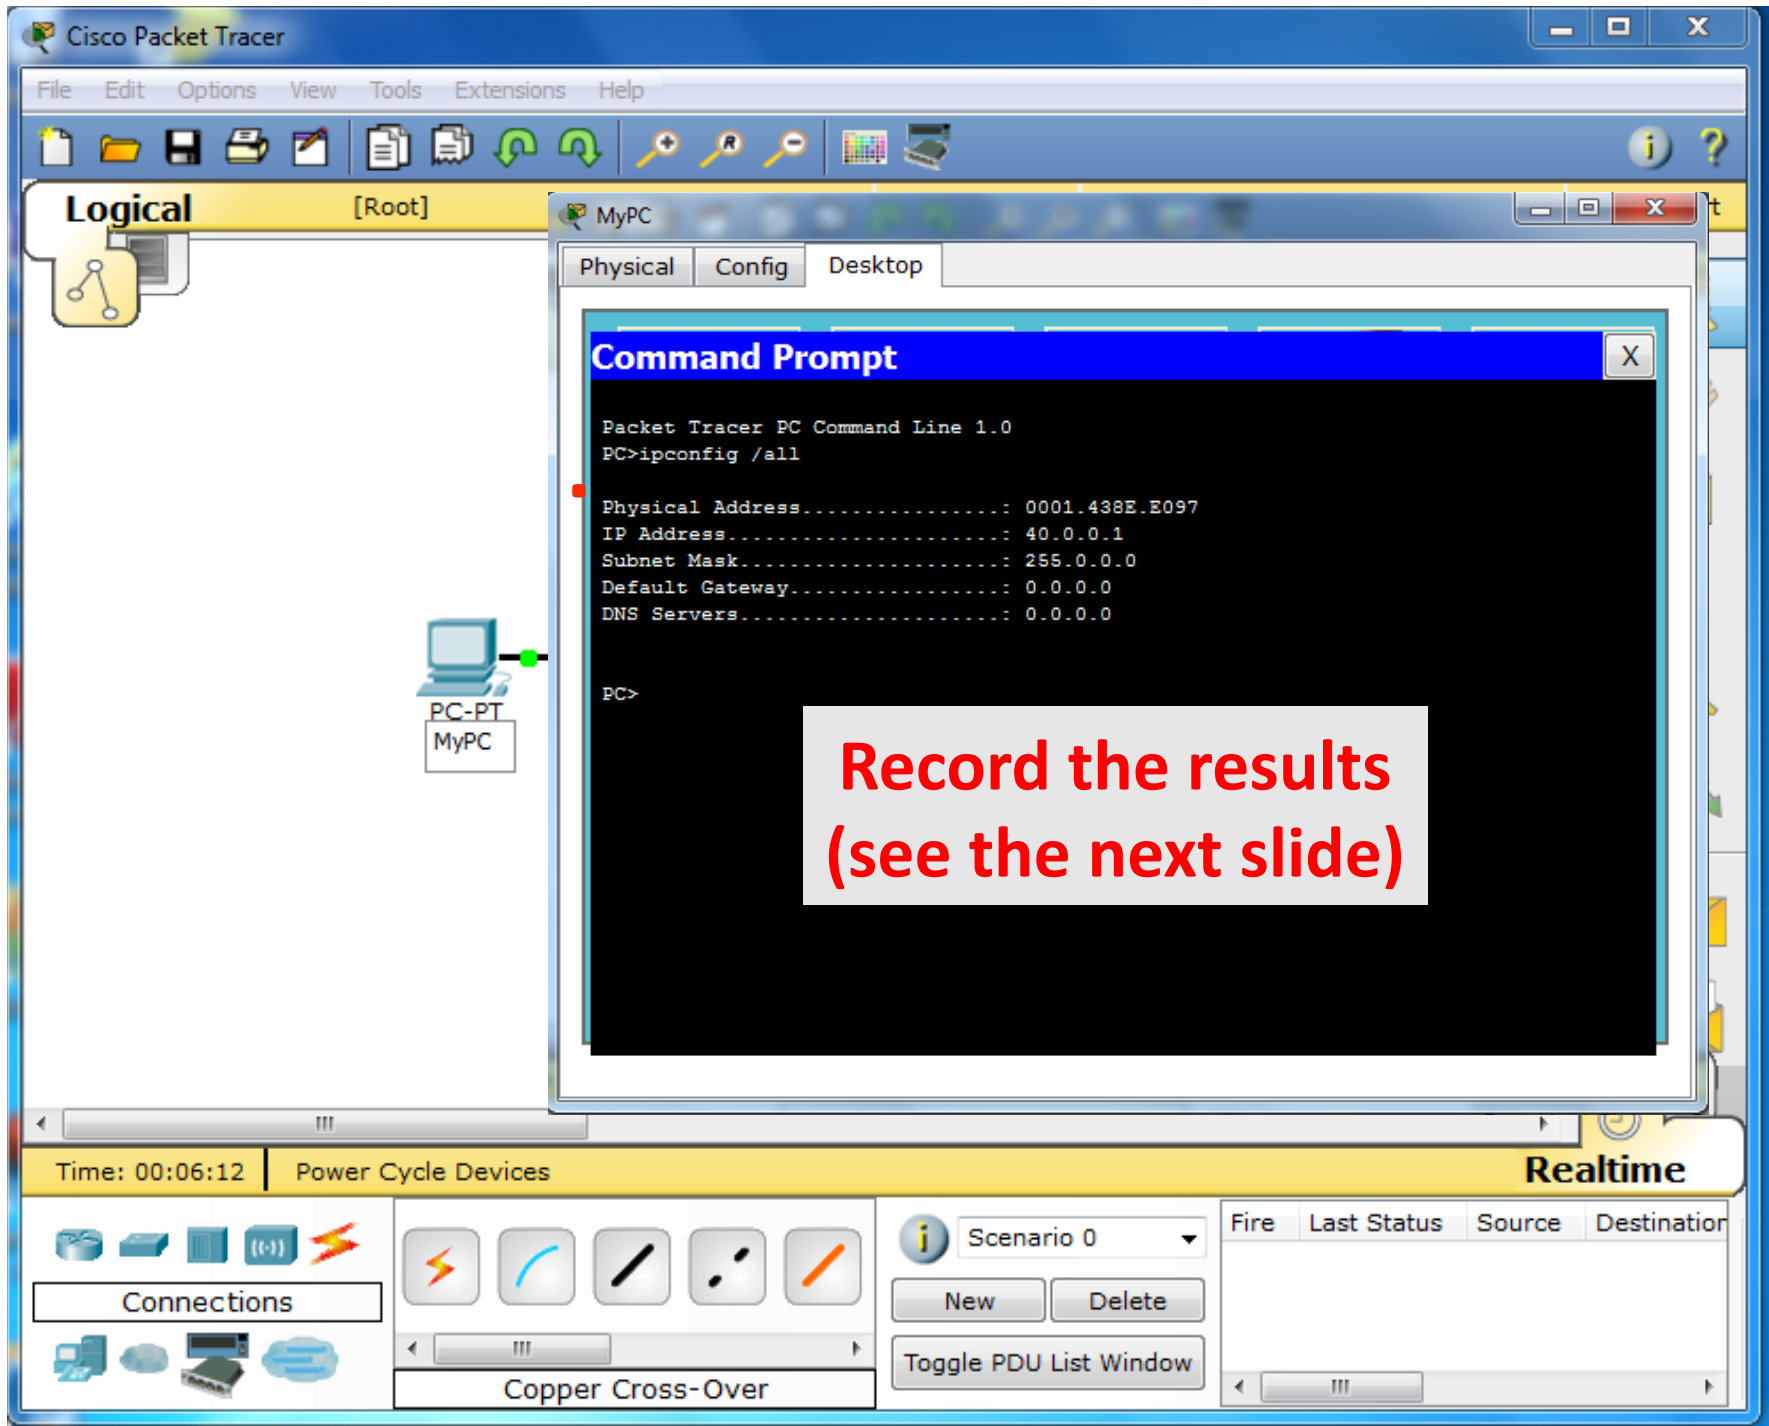 Cisco Packet Tracer
File Edit Options View Tools Extensions Help
Logical [Root]
MyPC
Physical Config Desktop
Command Prompt X
Packet Tracer PC Command Line 1.0
PC>ipconfig /all
Physical Address................: 0001.438E.E097
IP Address......................: 40.0.0.1
Subnet Mask.....................: 255.0.0.0
Default Gateway.................: 0.0.0.0
DNS Servers.....................: 0.0.0.0
PC>
PC-PT
MyPC
Record the results
(see the next slide)
Time: 00:06:12 Power Cycle Devices Realtime
Scenario 0
Fire Last Status Source Destination
Connections
New Delete
Toggle PDU List Window
Copper Cross-Over